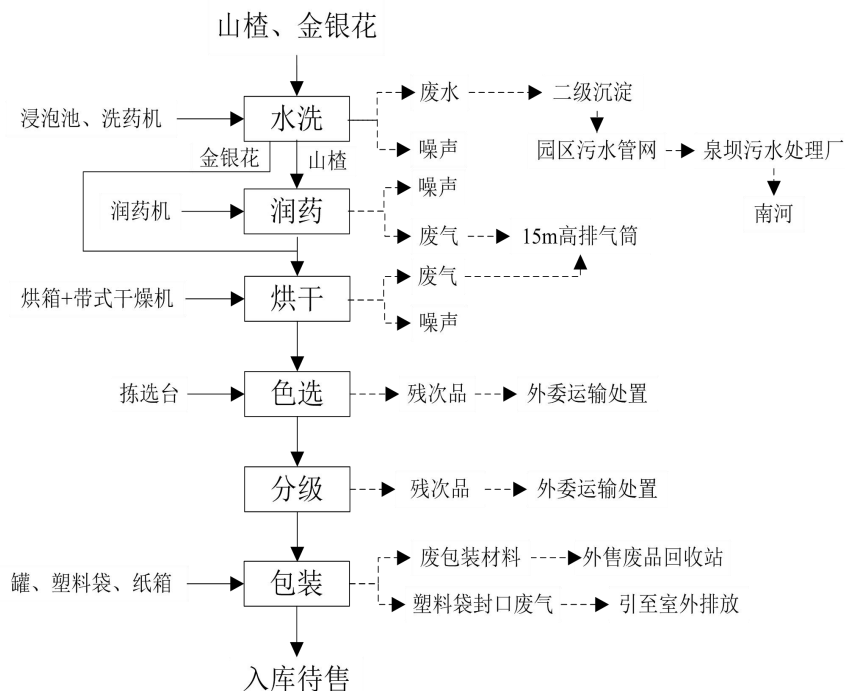 山楂、金银花
浸泡池、洗药机
水洗
废水
二级沉淀
噪声
园区污水管网
泉坝污水处理厂
南河
金银花
山楂
润药机
润药
噪声
废气
15m高排气筒
烘箱+带式干燥机
烘干
废气
噪声
拣选台
色选
残次品
外委运输处置
分级
残次品
外委运输处置
罐、塑料袋、纸箱
包装
废包装材料
外售废品回收站
塑料袋封口废气
引至室外排放
入库待售